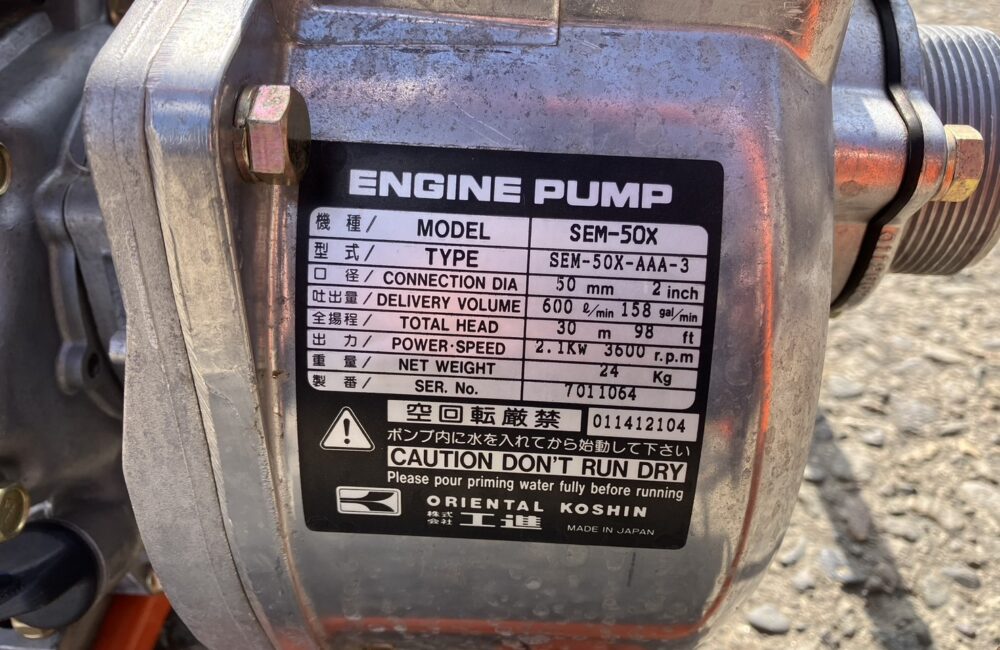 ENGINE PUMP
機種/ MODEL SEM-50X
型式/ TYPE SEM-50X-AAA-3
口径/ CONNECTION DIA 50 mm 2 inch
吐出量/ DELIVERY VOLUME 600 ℓ/min 158 gal/min
全揚程/ TOTAL HEAD 30 m 98 ft
出力/ POWER·SPEED 2.1KW 3600 r.p.m
重量/ NET WEIGHT 24 Kg
製番/ SER. No. 7011064
空回転厳禁 011412104
ポンプ内に水を入れてから始動して下さい
CAUTION DON'T RUN DRY
Please pour priming water fully before running
ORIENTAL KOSHIN
株式会社 工進 MADE IN JAPAN